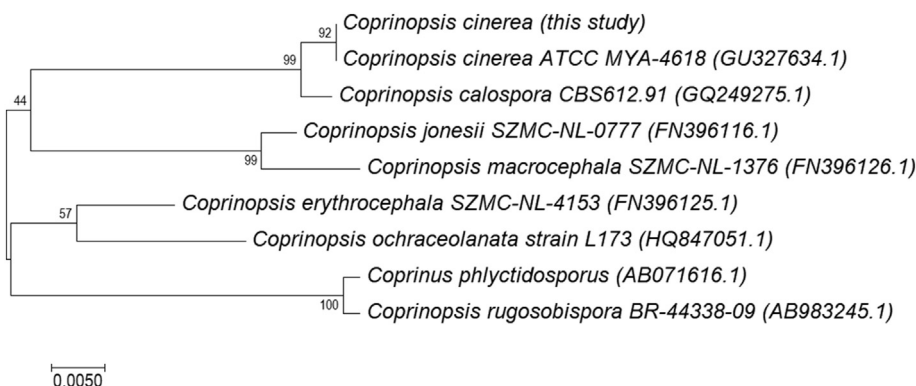 92
Coprinopsis cinerea (this study)
Coprinopsis cinerea ATCC MYA-4618 (GU327634.1)
99
Coprinopsis calospora CBS612.91 (GQ249275.1)
44
Coprinopsis jonesii SZMC-NL-0777 (FN396116.1)
99
Coprinopsis macrocephala SZMC-NL-1376 (FN396126.1)
Coprinopsis erythrocephala SZMC-NL-4153 (FN396125.1)
57
Coprinopsis ochraceolanata strain L173 (HQ847051.1)
Coprinus phlyctidosporus (AB071616.1)
100
Coprinopsis rugosobispora BR-44338-09 (AB983245.1)
0.0050